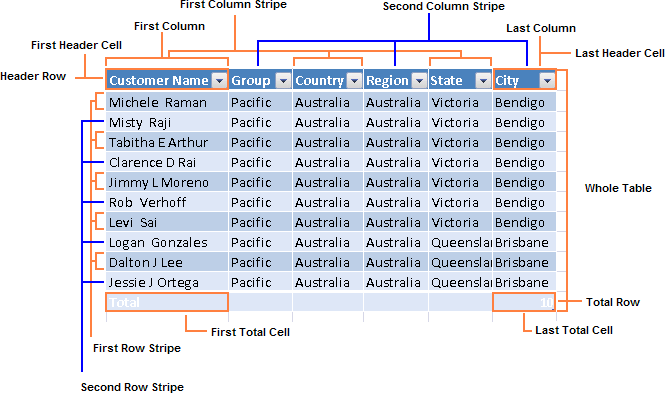 First Column Stripe
Second Column Stripe
First Column
Last Column
First Header Cell
Last Header Cell
Header Row
Customer Name Group Country Region State City
Michele Raman Pacific Australia Australia Victoria Bendigo
Misty Raji Pacific Australia Australia Victoria Bendigo
Tabitha E Arthur Pacific Australia Australia Victoria Bendigo
Clarence D Rai Pacific Australia Australia Victoria Bendigo
Jimmy L Moreno Pacific Australia Australia Victoria Bendigo
Whole Table
Rob Verhoff Pacific Australia Australia Victoria Bendigo
Levi Sai Pacific Australia Australia Victoria Bendigo
Logan Gonzales Pacific Australia Australia Queenslan Brisbane
Dalton J Lee Pacific Australia Australia Queenslan Brisbane
Jessie J Ortega Pacific Australia Australia Queenslan Brisbane
Total 10
Total Row
First Total Cell
Last Total Cell
First Row Stripe
Second Row Stripe